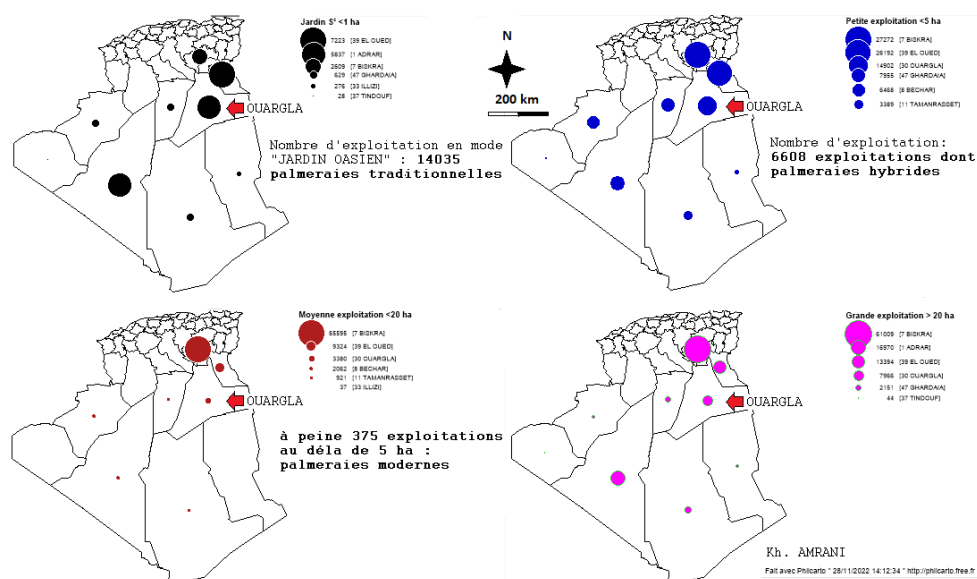 Jardin S° <1 ha
7223 [39 EL OUED]
5837 [1 ADRAR]
2609 [7 BISKRA]
629 [47 GHARDAIA]
276 [33 ILLIZI]
28 [37 TINDOUF]
OUARGLA
Nombre d'exploitation en mode
"JARDIN OASIEN" : 14035
palmeraies traditionnelles
N
200 km
Petite exploitation <5 ha
27272 [7 BISKRA]
26192 [39 EL OUED]
14902 [30 OUARGLA]
7955 [47 GHARDAIA]
6468 [8 BECHAR]
3389 [11 TAMANRASSET]
OUARGLA
Nombre d'exploitation:
6608 exploitations dont
palmeraies hybrides
Moyenne exploitation <20 ha
65595 [7 BISKRA]
9324 [39 EL OUED]
3380 [30 OUARGLA]
2062 [8 BECHAR]
921 [11 TAMANRASSET]
37 [33 ILLIZI]
OUARGLA
à peine 375 exploitations
au déla de 5 ha :
palmeraies modernes
Grande exploitation > 20 ha
61009 [7 BISKRA]
16970 [1 ADRAR]
13394 [39 EL OUED]
7966 [30 OUARGLA]
2151 [47 GHARDAIA]
44 [37 TINDOUF]
OUARGLA
Kh. AMRANI
Fait avec Philcarto * 28/11/2022 14:12:34 * http://philcarto.free.fr